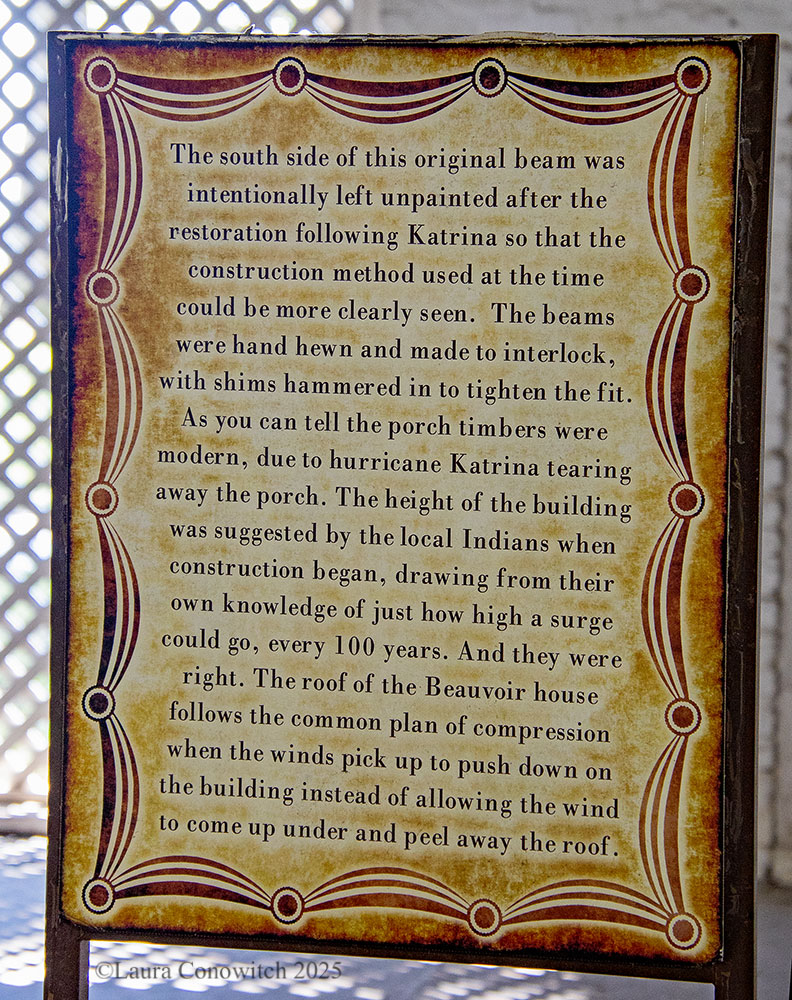 The south side of this original beam was
intentionally left unpainted after the
restoration following Katrina so that the
construction method used at the time
could be more clearly seen.  The beams
were hand hewn and made to interlock,
with shims hammered in to tighten the fit.
As you can tell the porch timbers were
modern, due to hurricane Katrina tearing
away the porch. The height of the building
was suggested by the local Indians when
construction began, drawing from their
own knowledge of just how high a surge
could go, every 100 years. And they were
right. The roof of the Beauvoir house
follows the common plan of compression
when the winds pick up to push down on
the building instead of allowing the wind
to come up under and peel away the roof.
©Laura Conowitch 2025